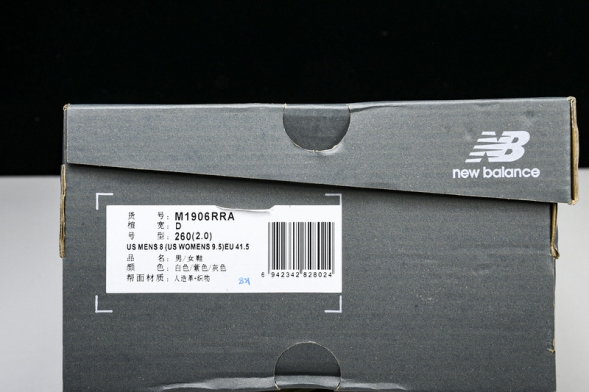 NB
new balance
货 号: M1906RRA
楦 宽: D
号 型: 260(2.0)
US MENS 8 (US WOMENS 9.5)EU 41.5
品 名: 男/女鞋
颜 色: 白色/紫色/灰色
帮面材质: 人造革+织物
6 942342 828024